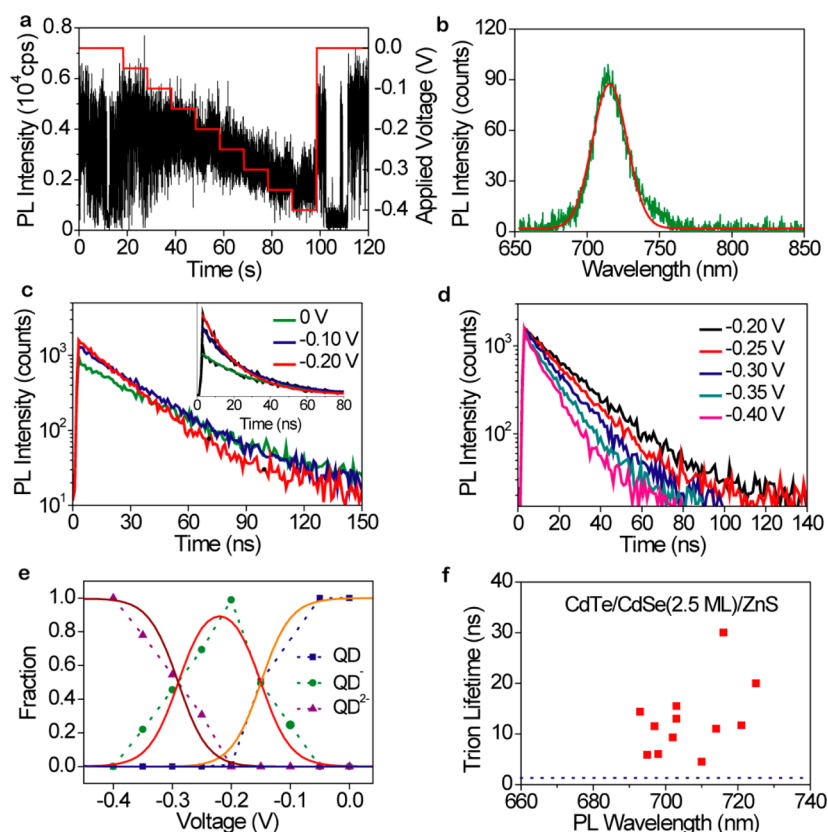 a
PL Intensity (10⁴cps)
0.8
0.6
0.4
0.2
0
0 20 40 60 80 100 120
Time (s)
0.0
-0.1
-0.2
-0.3
-0.4
Applied Voltage (V)
b
PL Intensity (counts)
120
90
60
30
0
650 700 750 800 850
Wavelength (nm)
c
PL Intensity (counts)
10³
10²
10¹
0 30 60 90 120 150
Time (ns)
0 V
-0.10 V
-0.20 V
0 20 40 60 80
Time (ns)
d
PL Intensity (counts)
10³
10²
0 20 40 60 80 100 120 140
Time (ns)
-0.20 V
-0.25 V
-0.30 V
-0.35 V
-0.40 V
e
Fraction
1.0
0.8
0.6
0.4
0.2
0.0
-0.4 -0.3 -0.2 -0.1 0.0
Voltage (V)
QD
QD⁻
QD²⁻
f
CdTe/CdSe(2.5 ML)/ZnS
Trion Lifetime (ns)
40
30
20
10
0
660 680 700 720 740
PL Wavelength (nm)